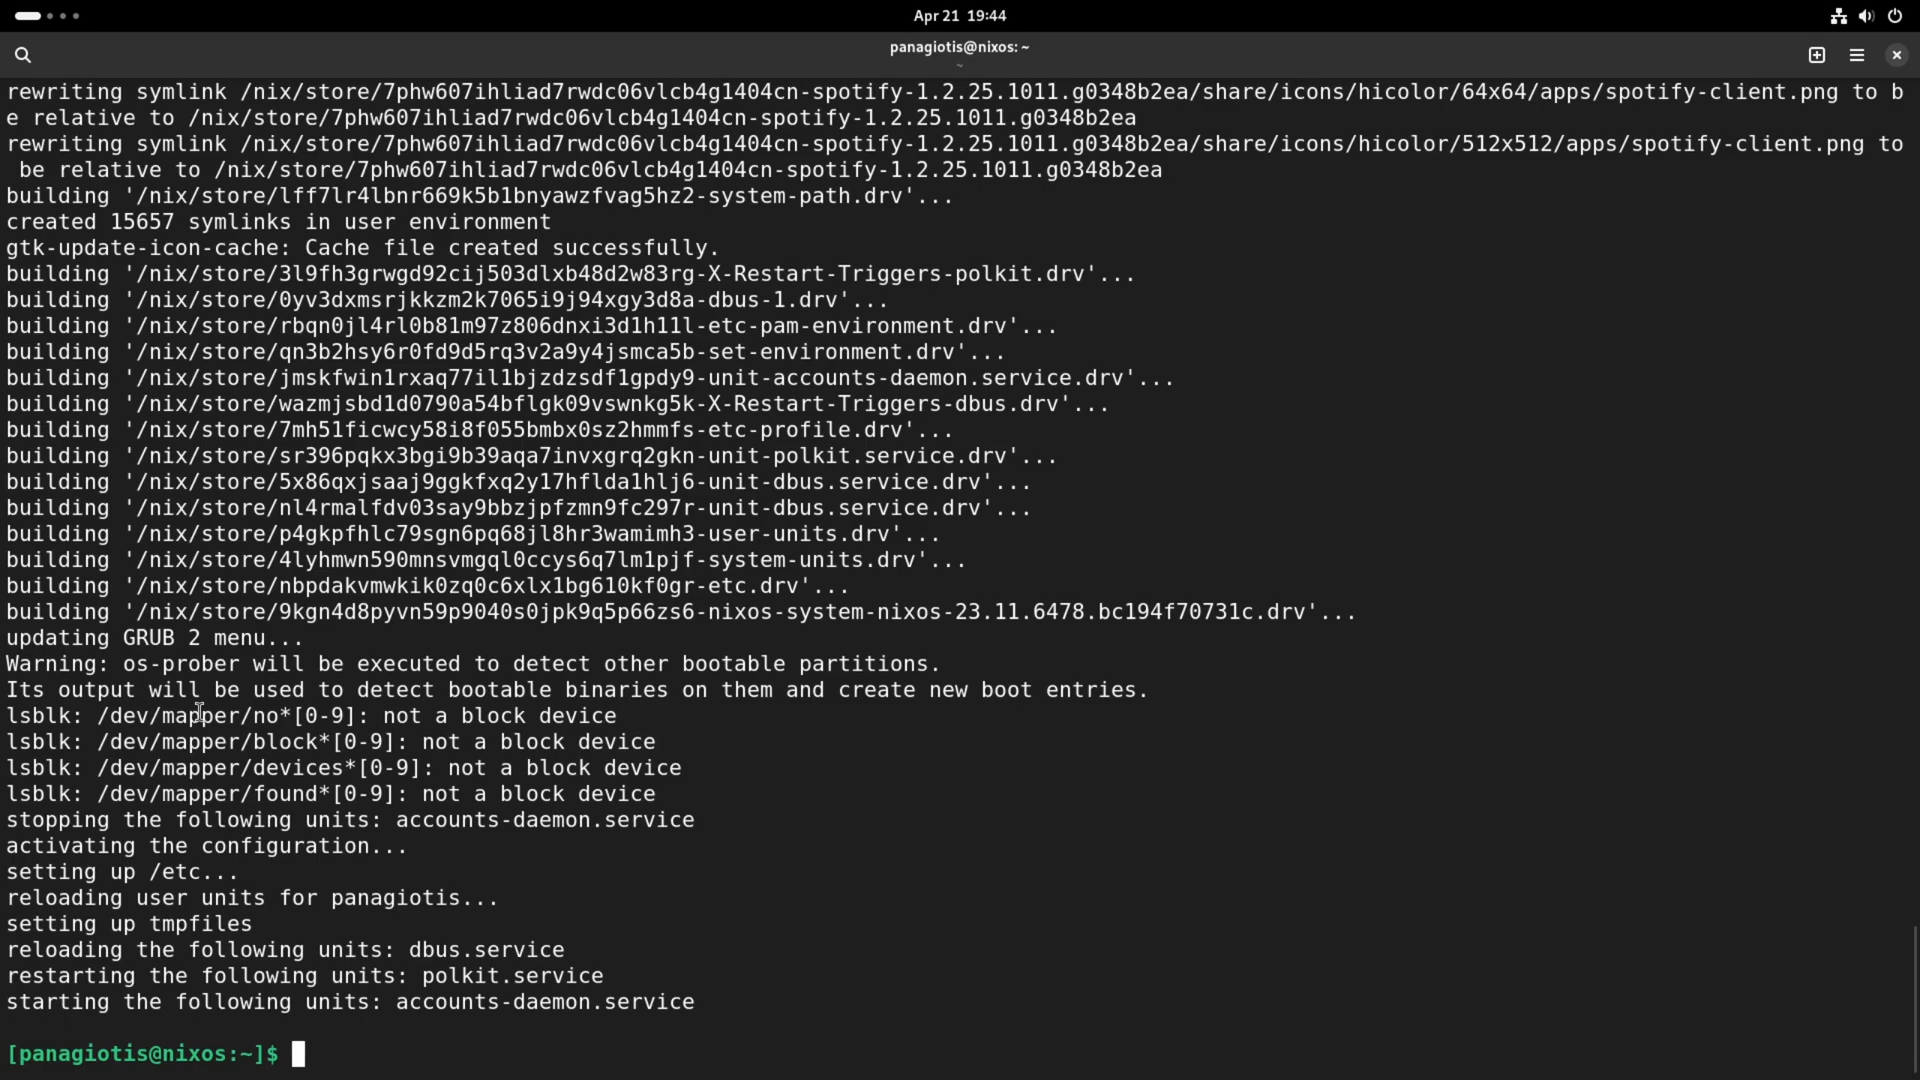 Apr 21 19:44
panagiotis@nixos: ~
~
rewriting symlink /nix/store/7phw607ihliad7rwdc06vlcb4g1404cn-spotify-1.2.25.1011.g0348b2ea/share/icons/hicolor/64x64/apps/spotify-client.png to b
e relative to /nix/store/7phw607ihliad7rwdc06vlcb4g1404cn-spotify-1.2.25.1011.g0348b2ea
rewriting symlink /nix/store/7phw607ihliad7rwdc06vlcb4g1404cn-spotify-1.2.25.1011.g0348b2ea/share/icons/hicolor/512x512/apps/spotify-client.png to
 be relative to /nix/store/7phw607ihliad7rwdc06vlcb4g1404cn-spotify-1.2.25.1011.g0348b2ea
building '/nix/store/lff7lr4lbnr669k5b1bnyawzfvag5hz2-system-path.drv'...
created 15657 symlinks in user environment
gtk-update-icon-cache: Cache file created successfully.
building '/nix/store/3l9fh3grwgd92cij503dlxb48d2w83rg-X-Restart-Triggers-polkit.drv'...
building '/nix/store/0yv3dxmsrjkkzm2k7065i9j94xgy3d8a-dbus-1.drv'...
building '/nix/store/rbqn0jl4rl0b81m97z806dnxi3d1h11l-etc-pam-environment.drv'...
building '/nix/store/qn3b2hsy6r0fd9d5rq3v2a9y4jsmca5b-set-environment.drv'...
building '/nix/store/jmskfwin1rxaq77il1bjzdzsdf1gpdy9-unit-accounts-daemon.service.drv'...
building '/nix/store/wazmjsbd1d0790a54bflgk09vswnkg5k-X-Restart-Triggers-dbus.drv'...
building '/nix/store/7mh51ficwcy58i8f055bmbx0sz2hmmfs-etc-profile.drv'...
building '/nix/store/sr396pqkx3bgi9b39aqa7invxgrq2gkn-unit-polkit.service.drv'...
building '/nix/store/5x86qxjsaaj9ggkfxq2y17hflda1hlj6-unit-dbus.service.drv'...
building '/nix/store/nl4rmalfdv03say9bbzjpfzmn9fc297r-unit-dbus.service.drv'...
building '/nix/store/p4gkpfhlc79sgn6pq68jl8hr3wamimh3-user-units.drv'...
building '/nix/store/4lyhmwn590mnsvmgql0ccys6q7lm1pjf-system-units.drv'...
building '/nix/store/nbpdakvmwkik0zq0c6xlx1bg610kf0gr-etc.drv'...
building '/nix/store/9kgn4d8pyvn59p9040s0jpk9q5p66zs6-nixos-system-nixos-23.11.6478.bc194f70731c.drv'...
updating GRUB 2 menu...
Warning: os-prober will be executed to detect other bootable partitions.
Its output will be used to detect bootable binaries on them and create new boot entries.
lsblk: /dev/mapper/no*[0-9]: not a block device
lsblk: /dev/mapper/block*[0-9]: not a block device
lsblk: /dev/mapper/devices*[0-9]: not a block device
lsblk: /dev/mapper/found*[0-9]: not a block device
stopping the following units: accounts-daemon.service
activating the configuration...
setting up /etc...
reloading user units for panagiotis...
setting up tmpfiles
reloading the following units: dbus.service
restarting the following units: polkit.service
starting the following units: accounts-daemon.service
[panagiotis@nixos:~]$